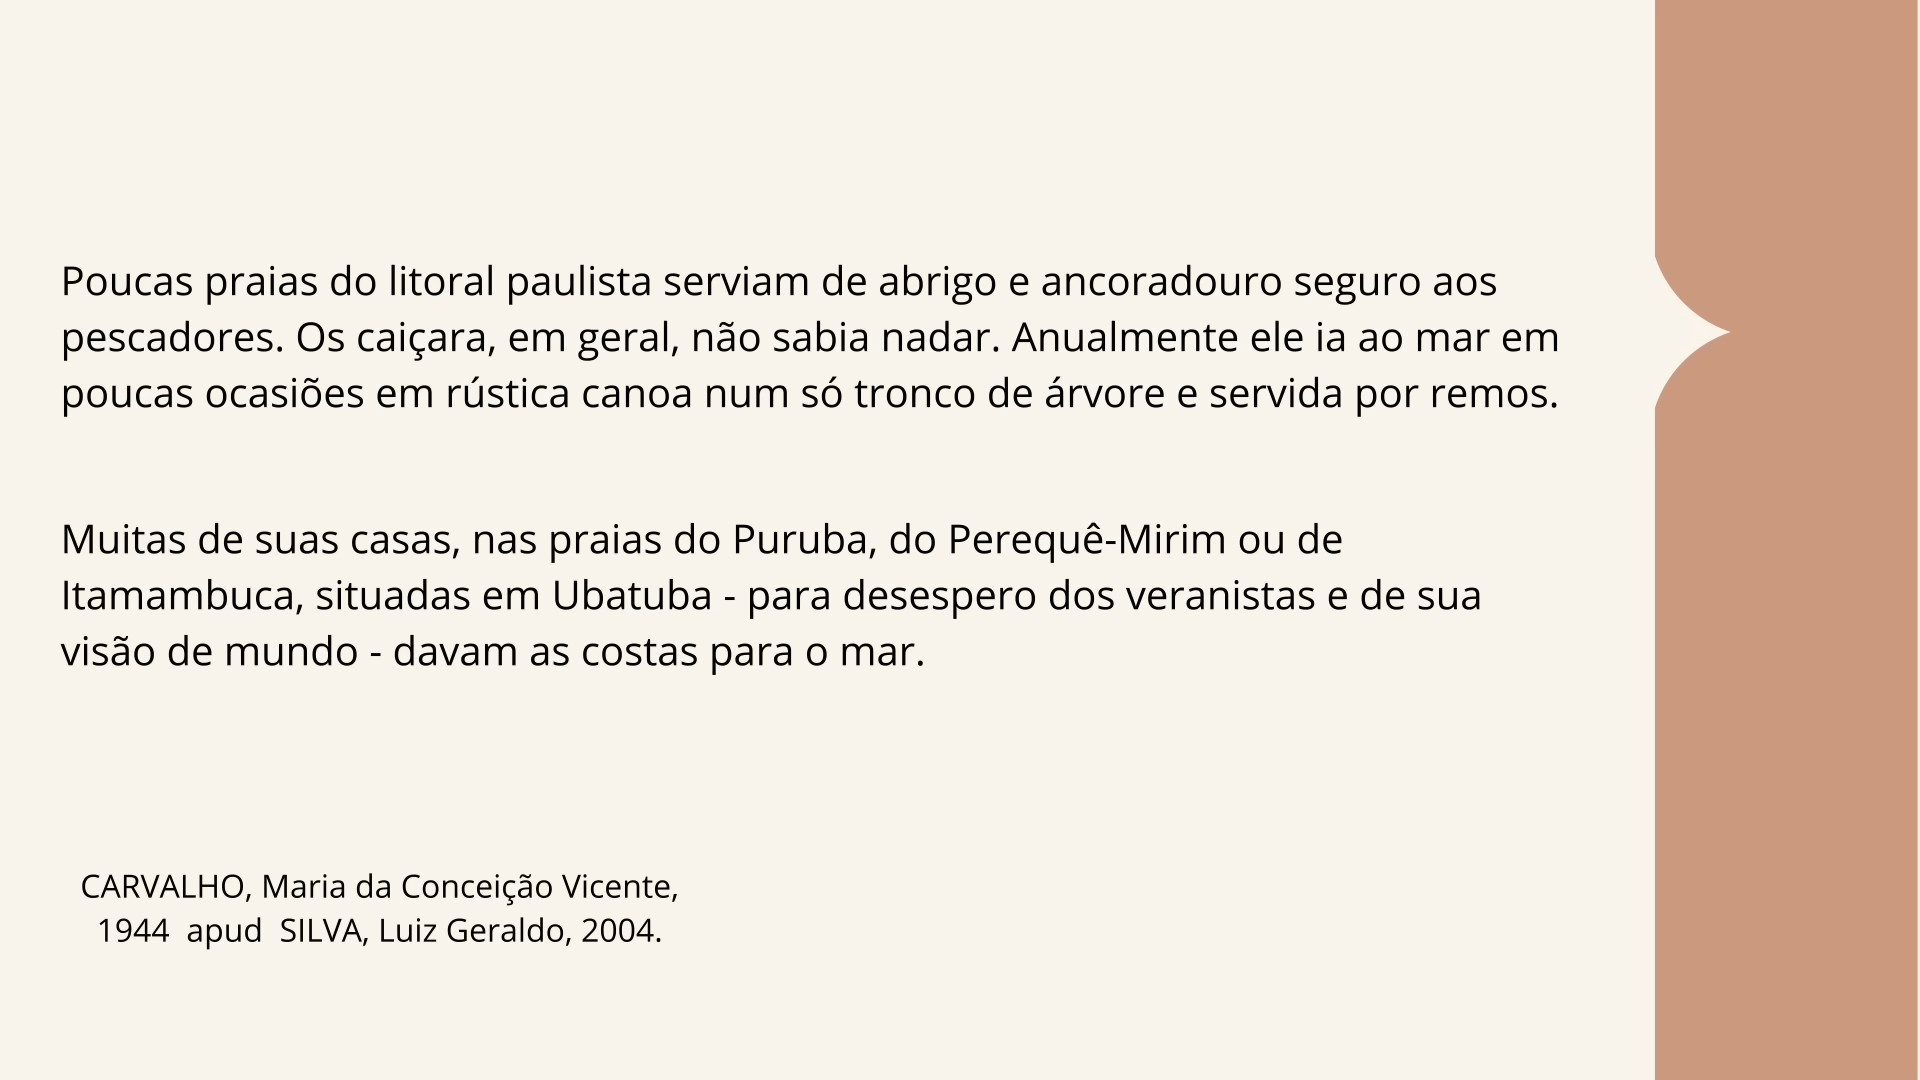 Poucas praias do litoral paulista serviam de abrigo e ancoradouro seguro aos
pescadores. Os caiçara, em geral, não sabia nadar. Anualmente ele ia ao mar em
poucas ocasiões em rústica canoa num só tronco de árvore e servida por remos.
Muitas de suas casas, nas praias do Puruba, do Perequê-Mirim ou de
Itamambuca, situadas em Ubatuba - para desespero dos veranistas e de sua
visão de mundo - davam as costas para o mar.
CARVALHO, Maria da Conceição Vicente,
1944 apud SILVA, Luiz Geraldo, 2004.